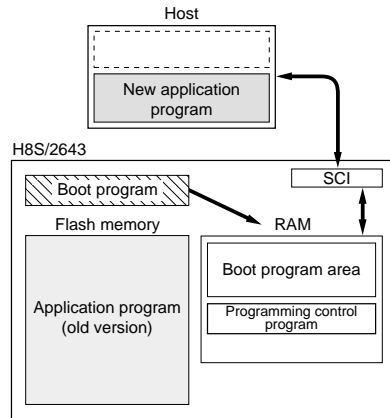 Host
New application
program
H8S/2643
SCI
Boot program
Flash memory
RAM
Application program
(old version)
Boot program area
Programming control
program